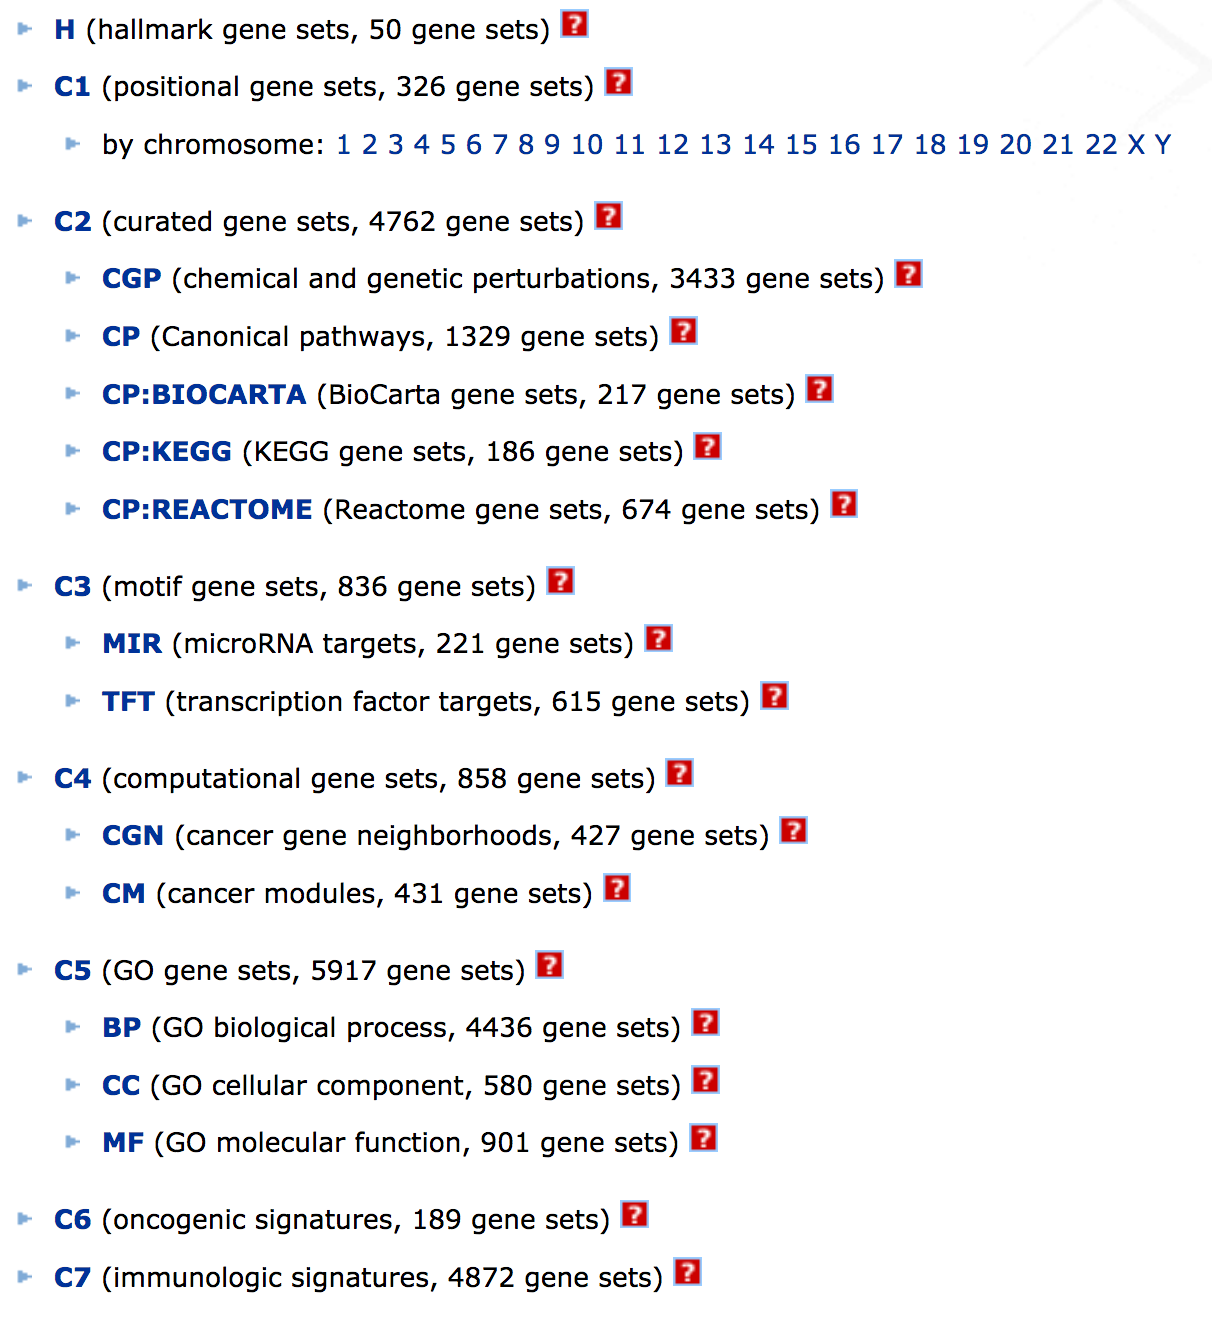 H (hallmark gene sets, 50 gene sets) ?
C1 (positional gene sets, 326 gene sets) ?
by chromosome: 1 2 3 4 5 6 7 8 9 10 11 12 13 14 15 16 17 18 19 20 21 22 X Y
C2 (curated gene sets, 4762 gene sets) ?
CGP (chemical and genetic perturbations, 3433 gene sets) ?
CP (Canonical pathways, 1329 gene sets) ?
CP:BIOCARTA (BioCarta gene sets, 217 gene sets) ?
CP:KEGG (KEGG gene sets, 186 gene sets) ?
CP:REACTOME (Reactome gene sets, 674 gene sets) ?
C3 (motif gene sets, 836 gene sets) ?
MIR (microRNA targets, 221 gene sets) ?
TFT (transcription factor targets, 615 gene sets) ?
C4 (computational gene sets, 858 gene sets) ?
CGN (cancer gene neighborhoods, 427 gene sets) ?
CM (cancer modules, 431 gene sets) ?
C5 (GO gene sets, 5917 gene sets) ?
BP (GO biological process, 4436 gene sets) ?
CC (GO cellular component, 580 gene sets) ?
MF (GO molecular function, 901 gene sets) ?
C6 (oncogenic signatures, 189 gene sets) ?
C7 (immunologic signatures, 4872 gene sets) ?